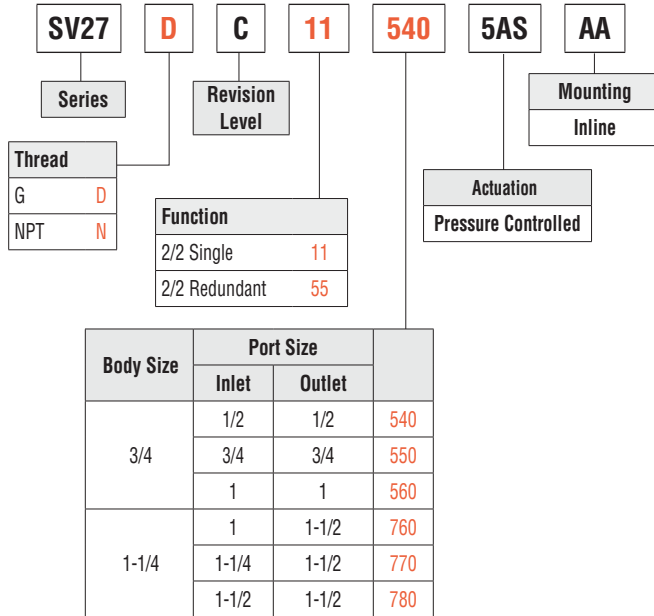 SV27 D C 11 540 5AS AA
Series
Revision
Level
Mounting
Inline
Thread
G D
NPT N
Actuation
Pressure Controlled
Function
2/2 Single 11
2/2 Redundant 55
Body Size Port Size
Inlet Outlet
3/4
1/2 1/2 540
3/4 3/4 550
1 1 560
1-1/4
1 1-1/2 760
1-1/4 1-1/2 770
1-1/2 1-1/2 780